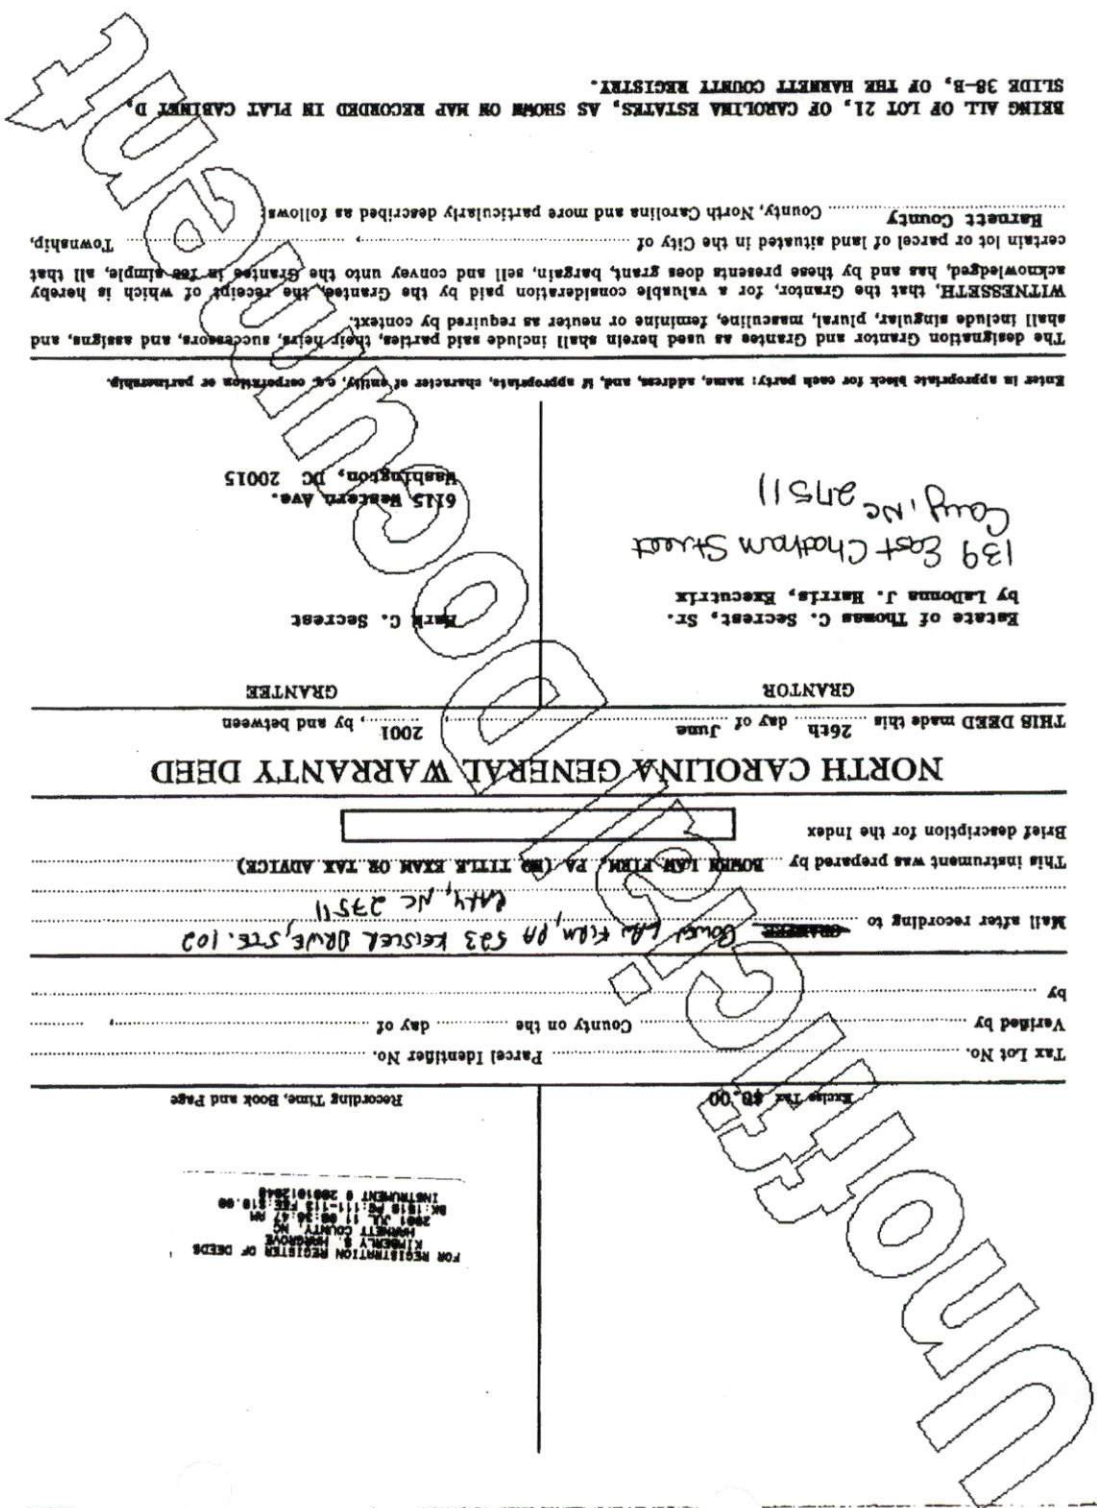 FOR REGISTRATION REGISTER OF DEEDS
KIMBERLY S. HARGROVE
HARNETT COUNTY, NC
2001 JUL 11 09:36:47 AM
BK:1518 PG:111-113 FEE:$10.00
INSTRUMENT # 2001012048
Excise Tax $0.00
Recording Time, Book and Page
Tax Lot No. Parcel Identifier No.
Verified by County on the day of ,
by
Mail after recording to GRANTEE BOWEN LAW FIRM, PA 523 KEISLER DRIVE, STE. 102
CARY, NC 27511
This instrument was prepared by BOWEN LAW FIRM, PA (NO TITLE EXAM OR TAX ADVICE)
Brief description for the Index
NORTH CAROLINA GENERAL WARRANTY DEED
THIS DEED made this 26th day of June , 2001 , by and between
GRANTOR
GRANTEE
Estate of Thomas C. Secrest, Sr.
by LaDonna J. Harris, Executrix
139 East Chatham Street
Cary, NC 27511
Mark C. Secrest
6115 Western Ave.
Washington, DC 20015
Enter in appropriate block for each party: name, address, and, if appropriate, character of entity, e.g. corporation or partnership.
The designation Grantor and Grantee as used herein shall include said parties, their heirs, successors, and assigns, and
shall include singular, plural, masculine, feminine or neuter as required by context.
WITNESSETH, that the Grantor, for a valuable consideration paid by the Grantee, the receipt of which is hereby
acknowledged, has and by these presents does grant, bargain, sell and convey unto the Grantee in fee simple, all that
certain lot or parcel of land situated in the City of , Township,
Harnett County County, North Carolina and more particularly described as follows:
BEING ALL OF LOT 21, OF CAROLINA ESTATES, AS SHOWN ON MAP RECORDED IN PLAT CABINET D,
SLIDE 38-B, OF THE HARNETT COUNTY REGISTRY.
Unofficial Document